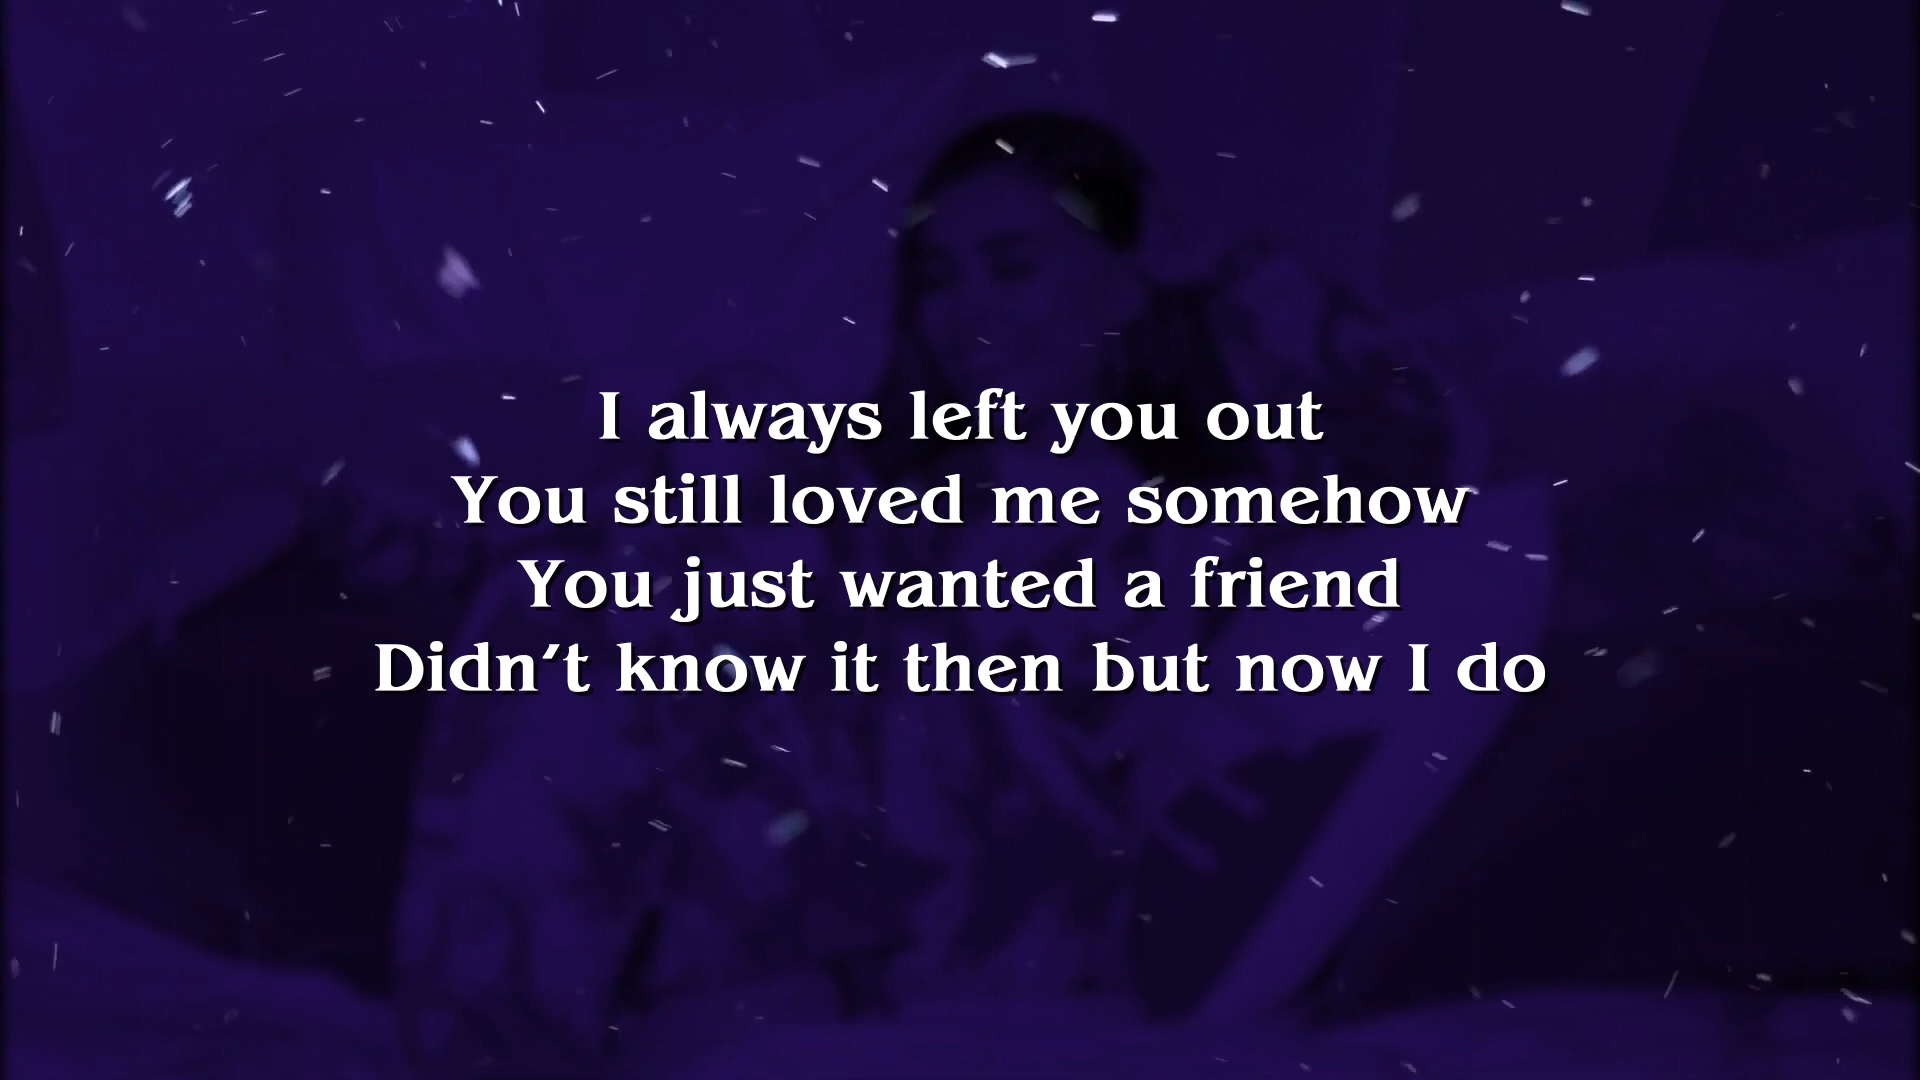 I always left you out
You still loved me somehow
You just wanted a friend
Didn’t know it then but now I do